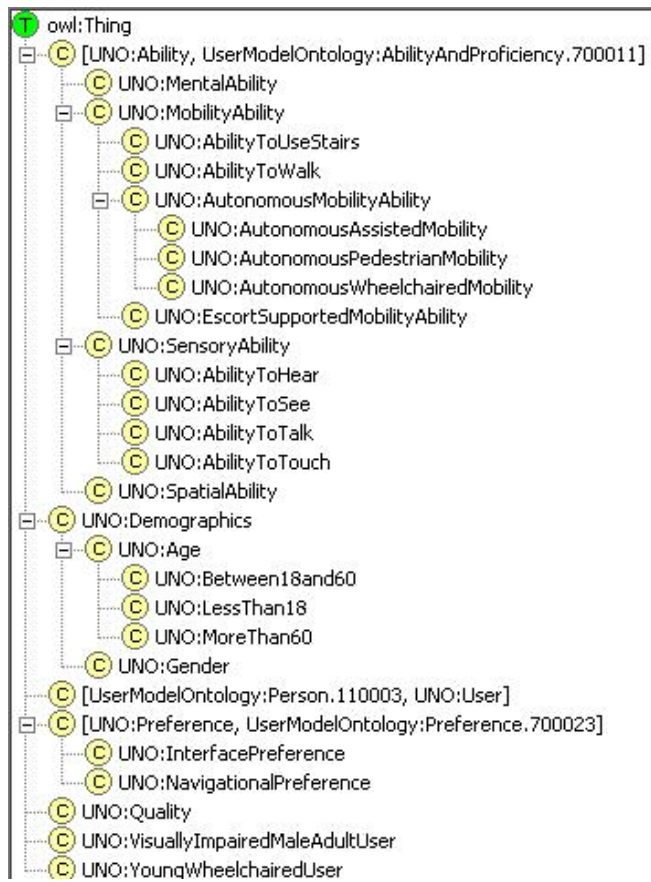 T owl:Thing
C [UNO:Ability, UserModelOntology:AbilityAndProficiency.700011]
C UNO:MentalAbility
C UNO:MobilityAbility
C UNO:AbilityToUseStairs
C UNO:AbilityToWalk
C UNO:AutonomousMobilityAbility
C UNO:AutonomousAssistedMobility
C UNO:AutonomousPedestrianMobility
C UNO:AutonomousWheelchairedMobility
C UNO:EscortSupportedMobilityAbility
C UNO:SensoryAbility
C UNO:AbilityToHear
C UNO:AbilityToSee
C UNO:AbilityToTalk
C UNO:AbilityToTouch
C UNO:SpatialAbility
C UNO:Demographics
C UNO:Age
C UNO:Between18and60
C UNO:LessThan18
C UNO:MoreThan60
C UNO:Gender
C [UserModelOntology:Person.110003, UNO:User]
C [UNO:Preference, UserModelOntology:Preference.700023]
C UNO:InterfacePreference
C UNO:NavigationalPreference
C UNO:Quality
C UNO:VisuallyImpairedMaleAdultUser
C UNO:YoungWheelchairedUser